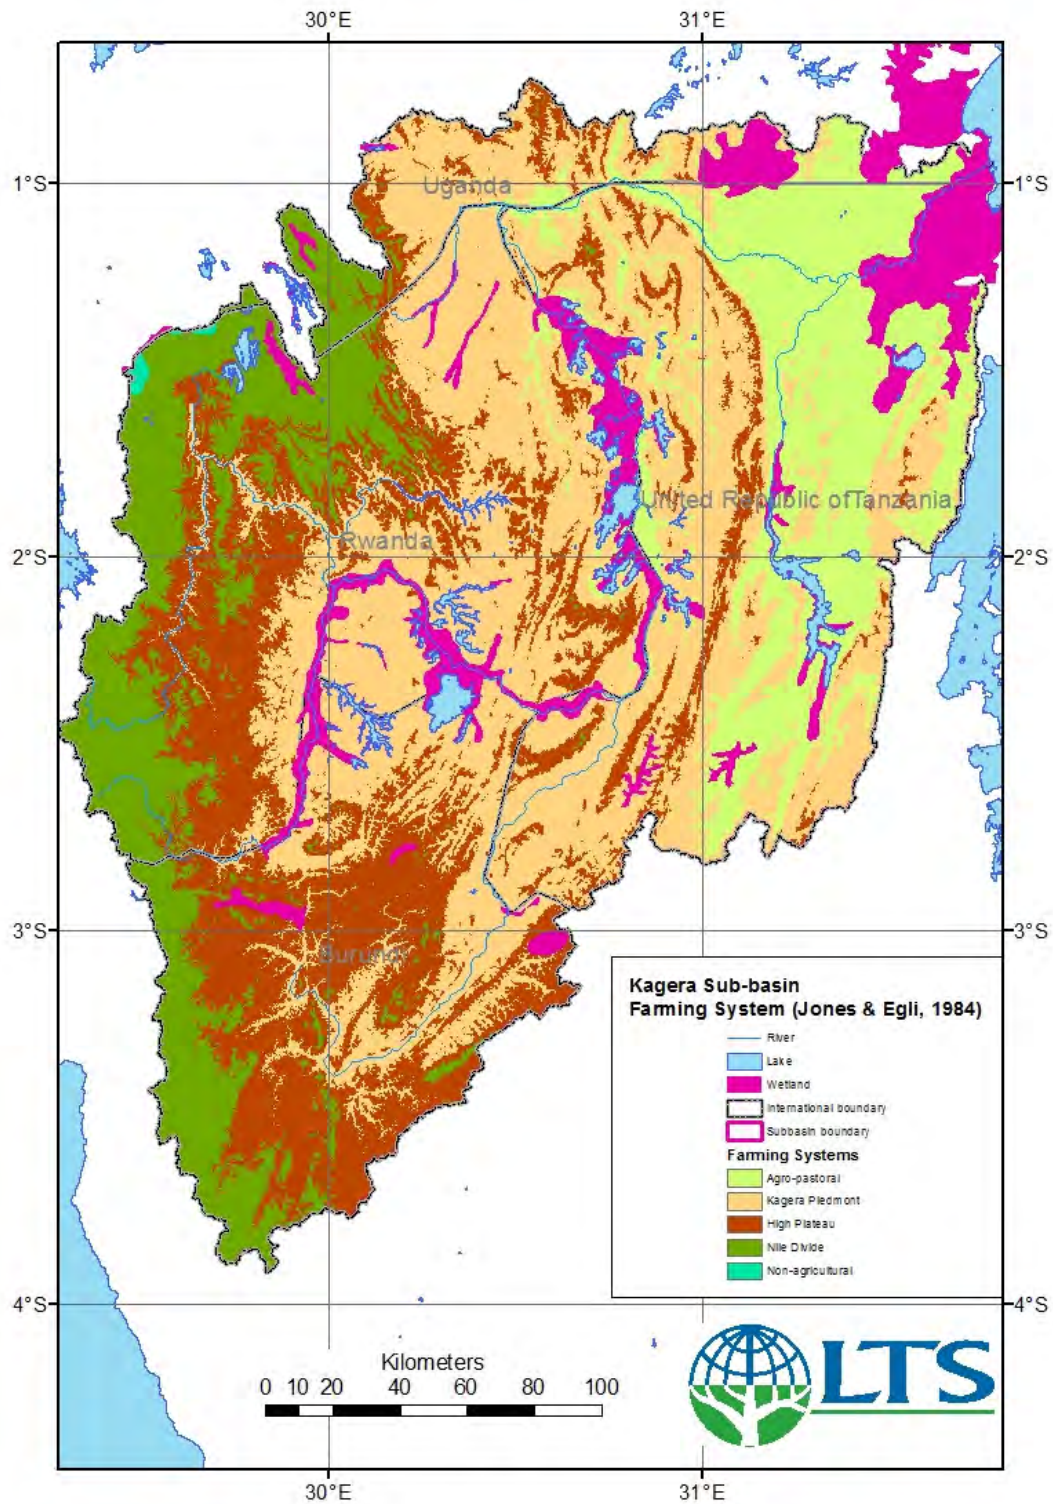 30°E 31°E
1°S 1°S
Uganda
United Republic ofTanzania
2°S 2°S
Rwanda
3°S 3°S
Burundi
Kagera Sub-basin
Farming System (Jones & Egli, 1984)
River
Lake
Wetland
International boundary
Subbasin boundary
Farming Systems
Agro-pastoral
Kagera Piedmont
High Plateau
Nile Divide
Non-agricultural
4°S 4°S
Kilometers
0 10 20 40 60 80 100
LTS
30°E 31°E